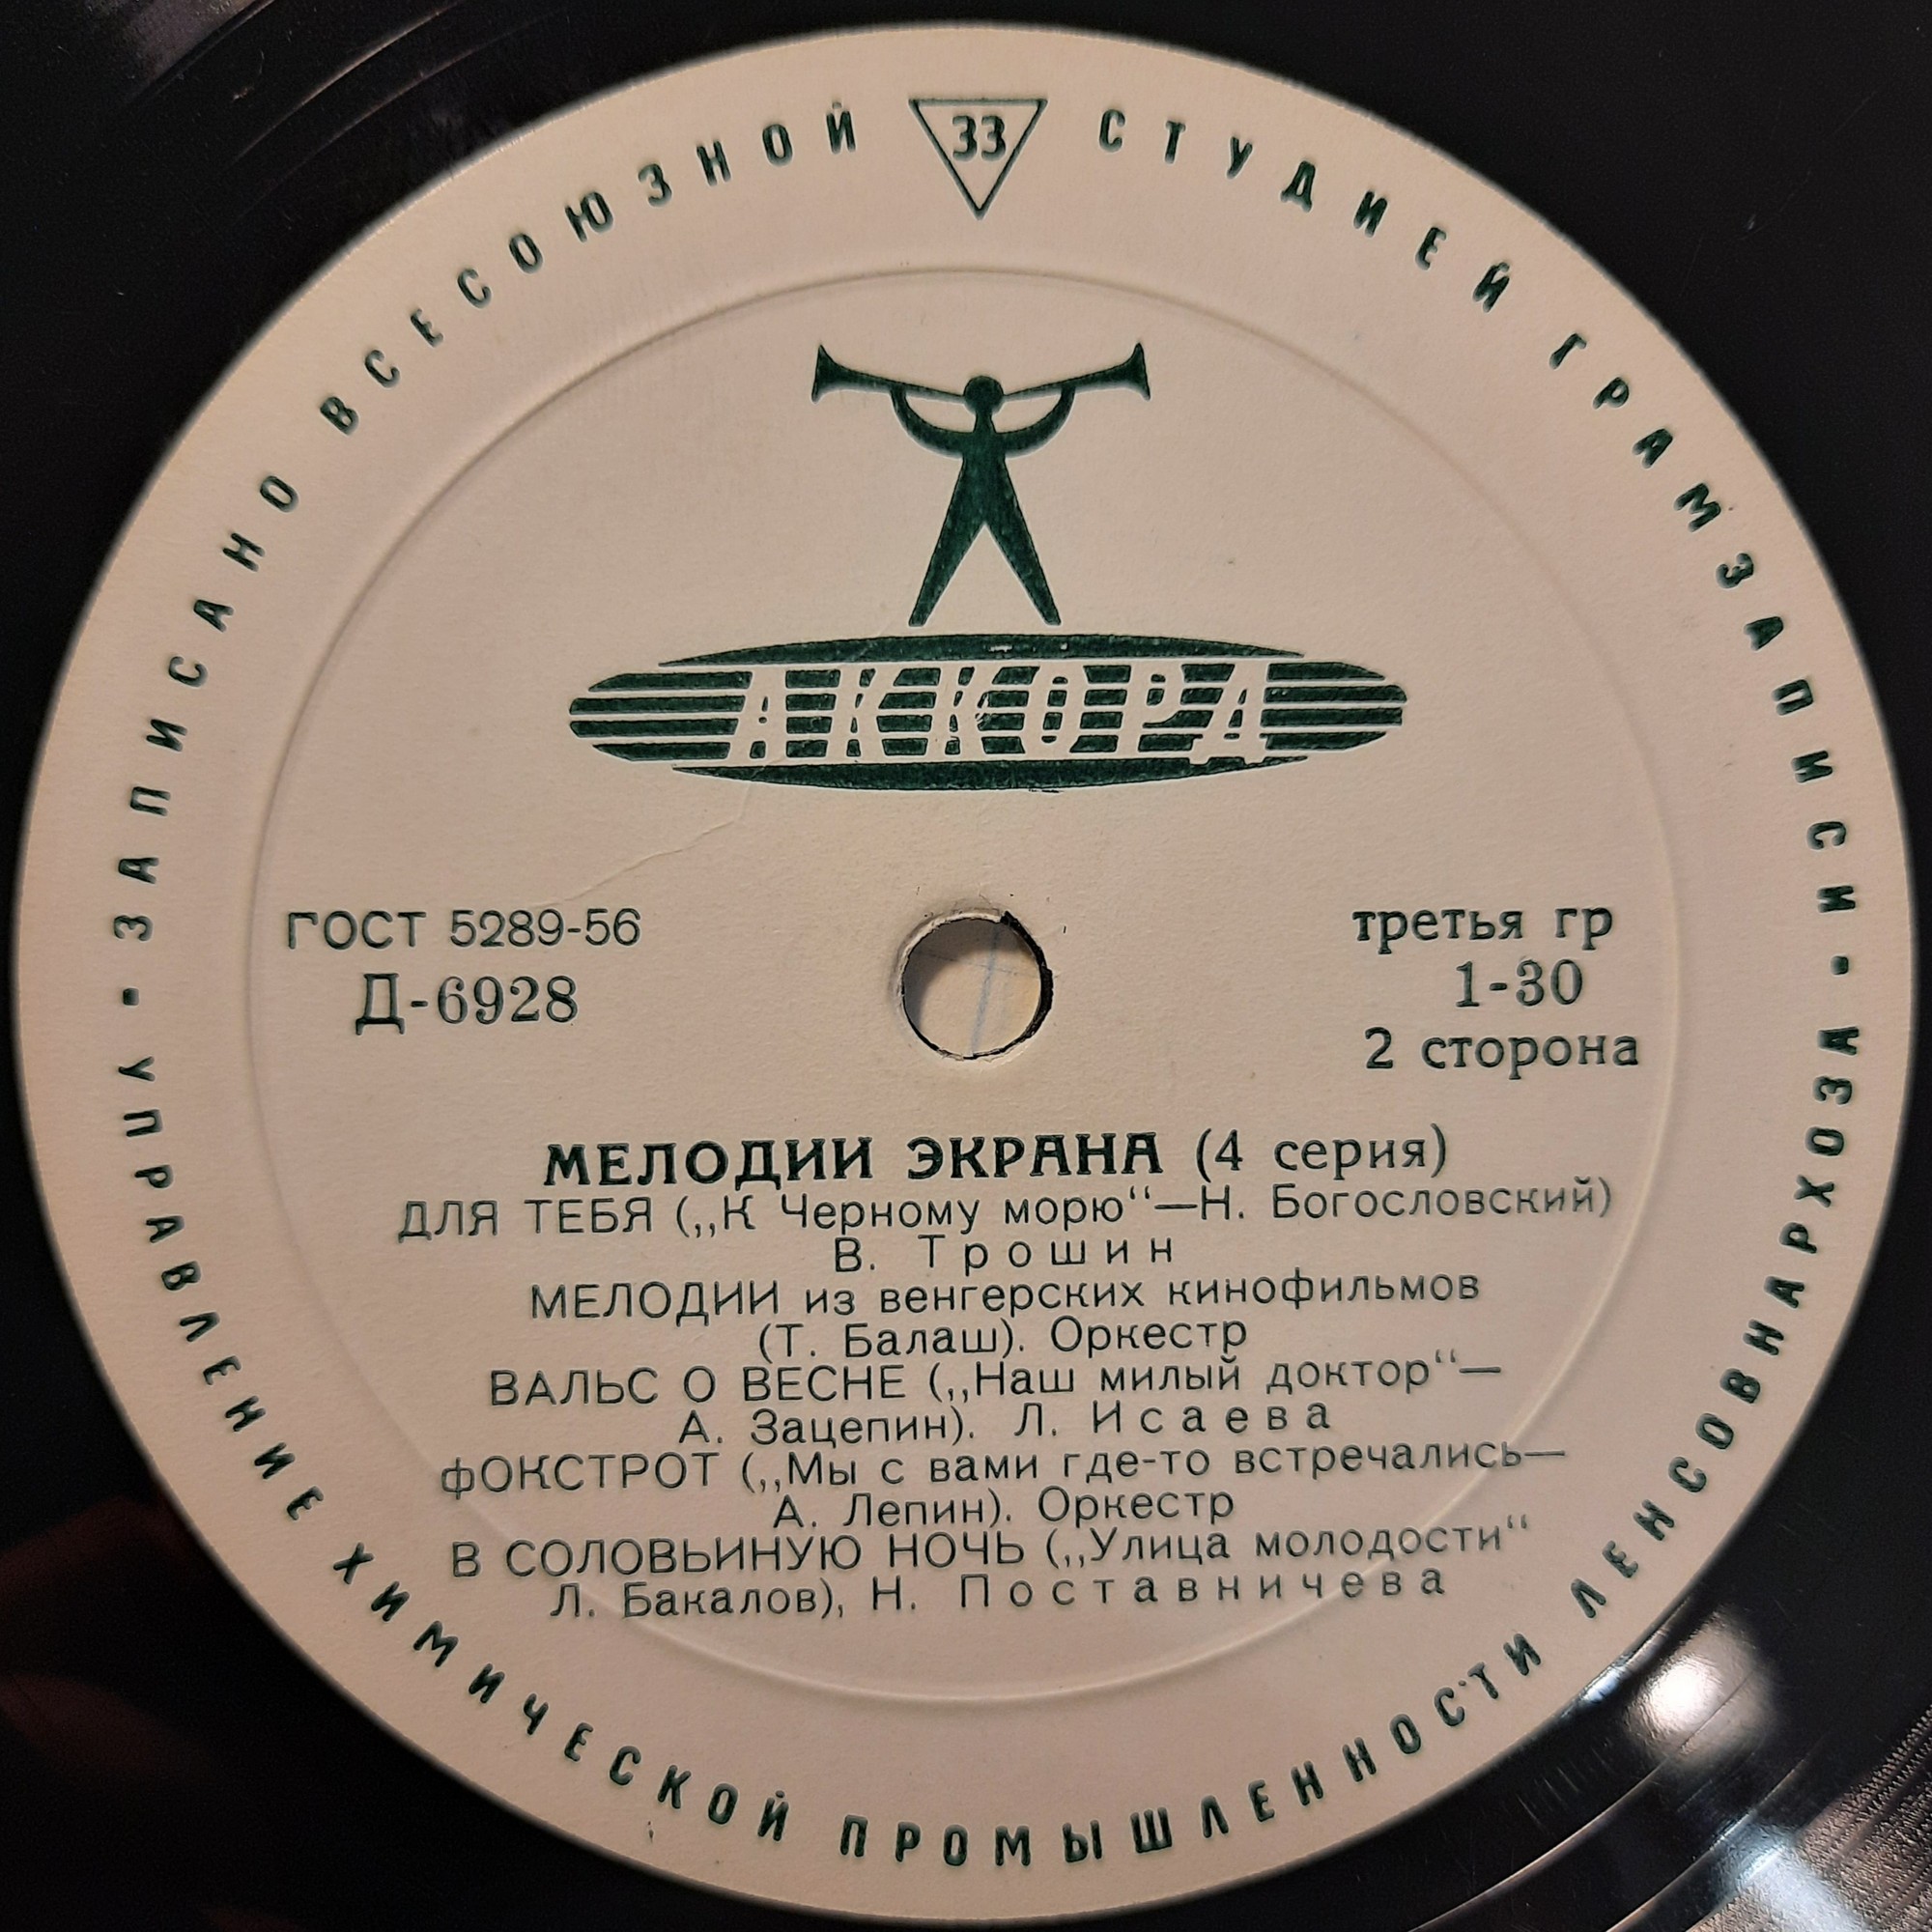 ЗАПИСАНО ВСЕСОЮЗНОЙ СТУДИЕЙ ГРАМЗАПИСИ
33
АККОРД
ГОСТ 5289-56
Д-6928
третья гр
1-30
2 сторона
МЕЛОДИИ ЭКРАНА (4 серия)
ДЛЯ ТЕБЯ („К Черному морю“—Н. Богословский)
В. Трошин
МЕЛОДИИ из венгерских кинофильмов
(Т. Балаш). Оркестр
ВАЛЬС О ВЕСНЕ („Наш милый доктор“—
А. Зацепин). Л. Исаева
ФОКСТРОТ („Мы с вами где-то встречались—
А. Лепин). Оркестр
В СОЛОВЬИНУЮ НОЧЬ („Улица молодости“
Л. Бакалов), Н. Поставничева
УПРАВЛЕНИЕ ХИМИЧЕСКОЙ ПРОМЫШЛЕННОСТИ ЛЕНСОВНАРХОЗА